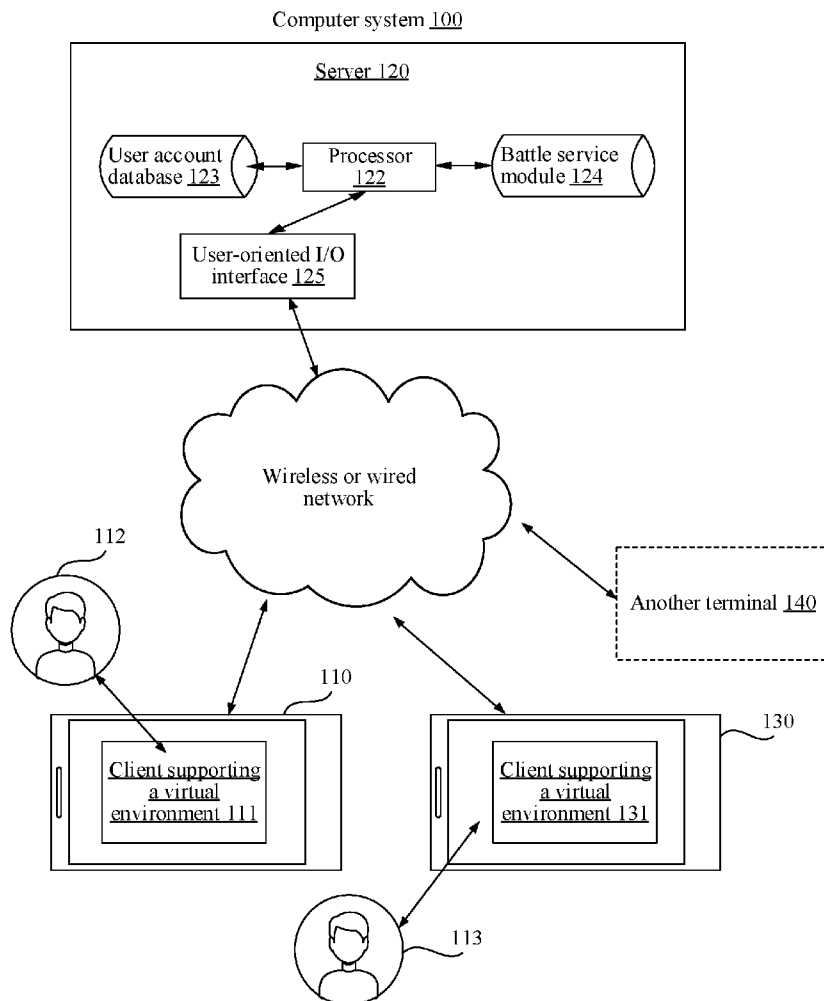 Computer system 100
Server 120
User account
database 123
Processor
122
Battle service
module 124
User-oriented I/O
interface 125
Wireless or wired
network
112
Another terminal 140
110
130
Client supporting
a virtual
environment 111
Client supporting
a virtual
environment 131
113